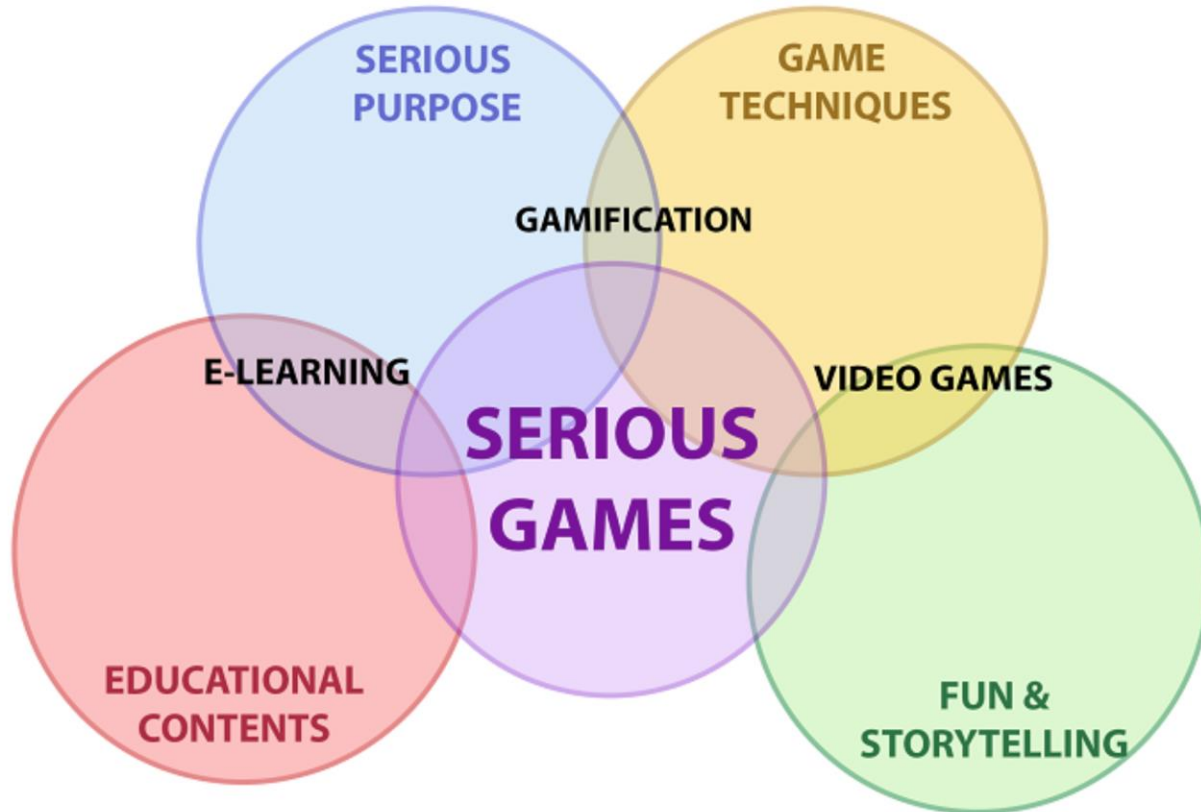 SERIOUS
PURPOSE
GAME
TECHNIQUES
GAMIFICATION
E-LEARNING
VIDEO GAMES
SERIOUS
GAMES
EDUCATIONAL
CONTENTS
FUN &
STORYTELLING